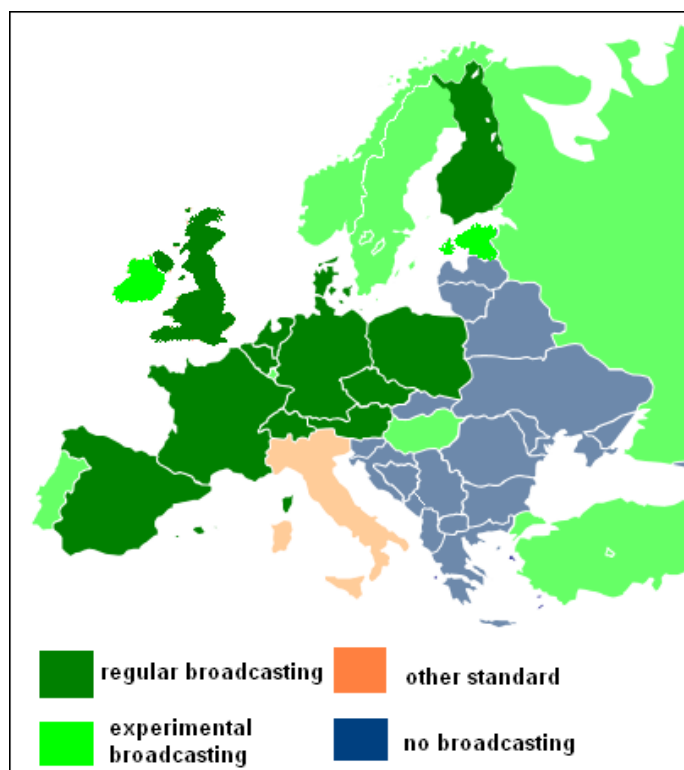 regular broadcasting
other standard
experimental
broadcasting
no broadcasting